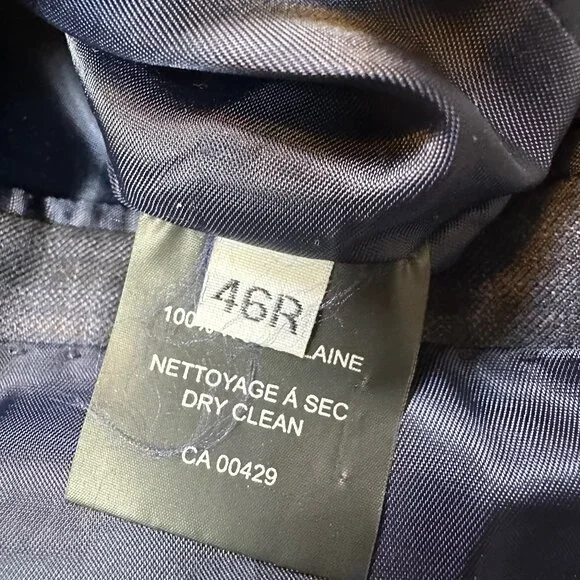 46R
100% LAINE
NETTOYAGE Á SEC
DRY CLEAN
CA 00429